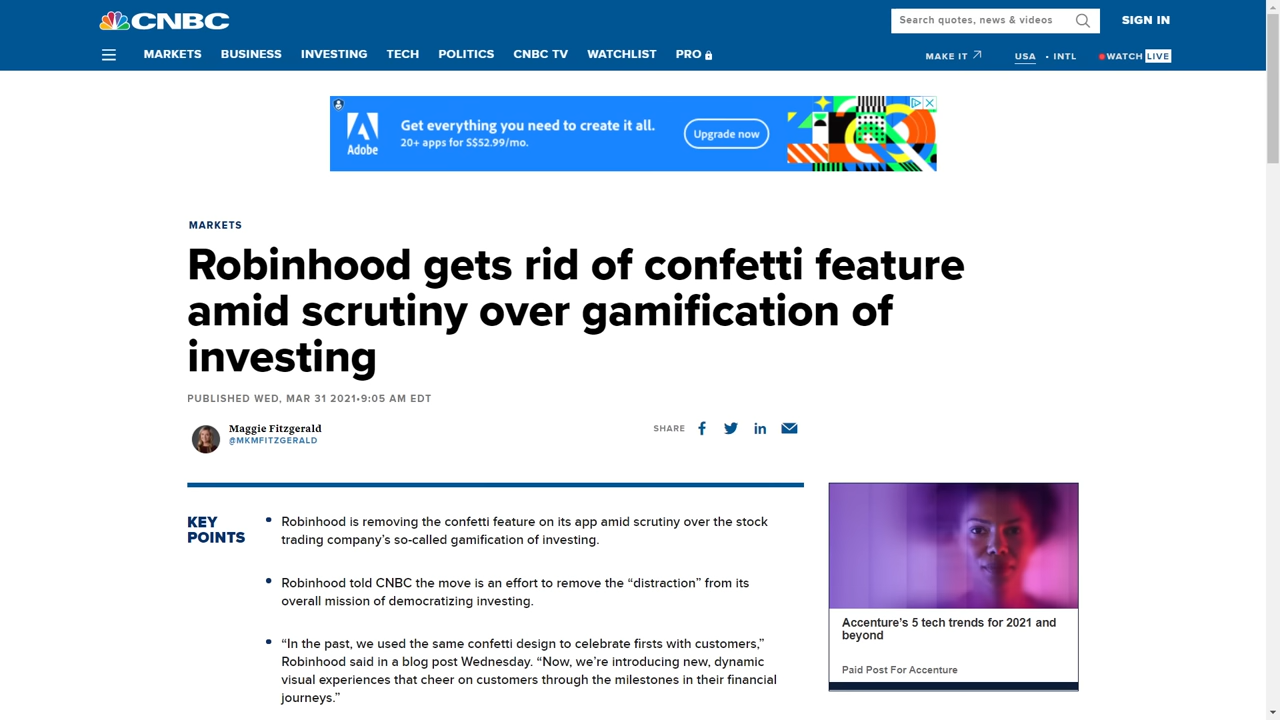 CNBC
Search quotes, news & videos
SIGN IN
MARKETS BUSINESS INVESTING TECH POLITICS CNBC TV WATCHLIST PRO
MAKE IT USA • INTL WATCH LIVE
Adobe
Get everything you need to create it all.
20+ apps for S$52.99/mo.
Upgrade now
MARKETS
Robinhood gets rid of confetti feature
amid scrutiny over gamification of
investing
PUBLISHED WED, MAR 31 2021•9:05 AM EDT
Maggie Fitzgerald
@MKMFITZGERALD
SHARE
KEY
POINTS
• Robinhood is removing the confetti feature on its app amid scrutiny over the stock
trading company’s so-called gamification of investing.
• Robinhood told CNBC the move is an effort to remove the “distraction” from its
overall mission of democratizing investing.
• “In the past, we used the same confetti design to celebrate firsts with customers,”
Robinhood said in a blog post Wednesday. “Now, we’re introducing new, dynamic
visual experiences that cheer on customers through the milestones in their financial
journeys.”
Accenture’s 5 tech trends for 2021 and
beyond
Paid Post For Accenture